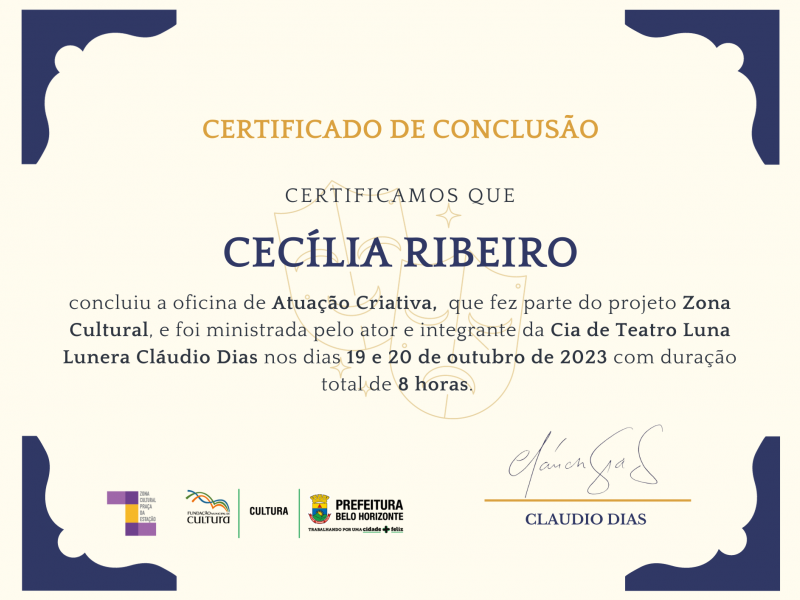 CERTIFICADO DE CONCLUSÃO
CERTIFICAMOS QUE
CECÍLIA RIBEIRO
concluiu a oficina de Atuação Criativa, que fez parte do projeto Zona
Cultural, e foi ministrada pelo ator e integrante da Cia de Teatro Luna
Lunera Cláudio Dias nos dias 19 e 20 de outubro de 2023 com duração
total de 8 horas.
ZONA
CULTURAL
PRAÇA
DA
ESTAÇÃO
FUNDAÇÃO MUNICIPAL DE
CULTURA
CULTURA
PREFEITURA
BELO HORIZONTE
TRABALHANDO POR UMA cidade + feliz
CLAUDIO DIAS